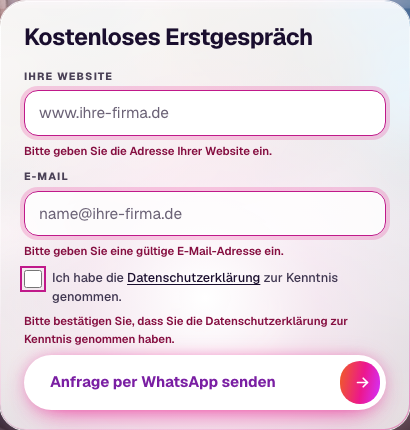 Kostenloses Erstgespräch
IHRE WEBSITE
www.ihre-firma.de
Bitte geben Sie die Adresse Ihrer Website ein.
E-MAIL
name@ihre-firma.de
Bitte geben Sie eine gültige E-Mail-Adresse ein.
Ich habe die Datenschutzerklärung zur Kenntnis
genommen.
Bitte bestätigen Sie, dass Sie die Datenschutzerklärung zur
Kenntnis genommen haben.
Anfrage per WhatsApp senden →